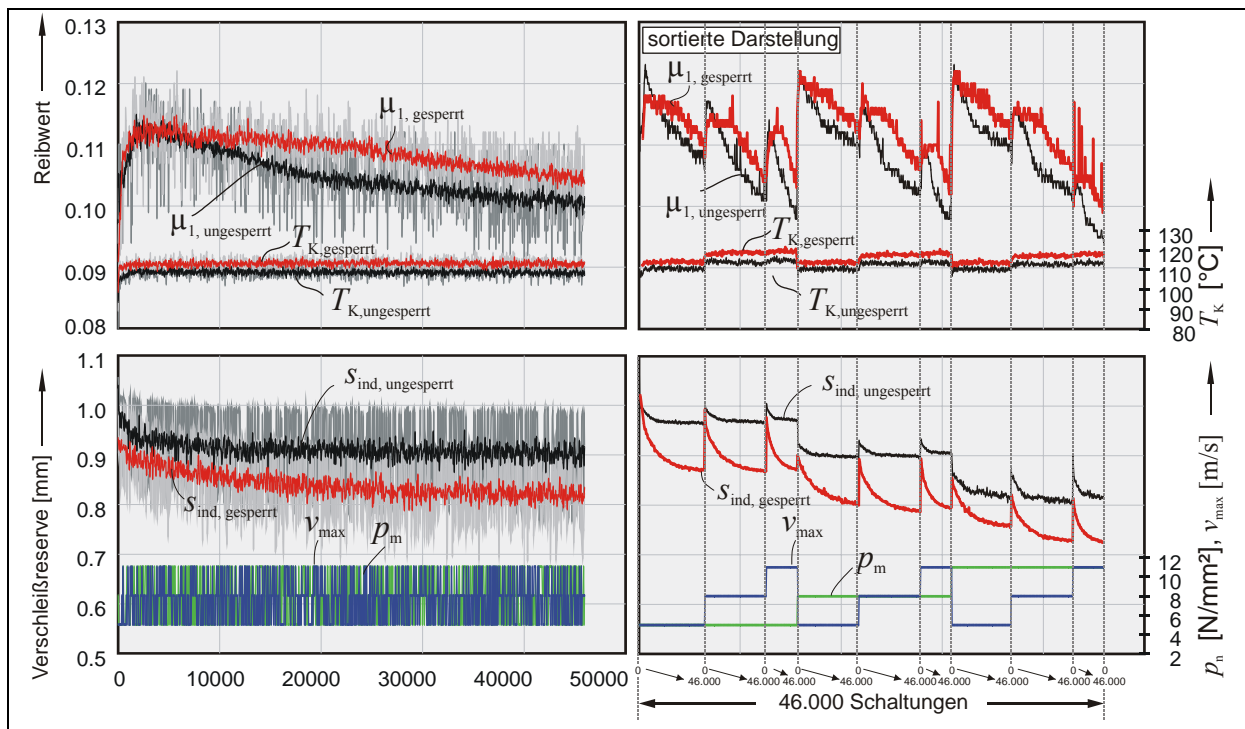 Reibwert
0.13
0.12
0.11
0.10
0.09
0.08
μ1, gesperrt
μ1, ungesperrt
TK,gesperrt
TK,ungesperrt
sortierte Darstellung
μ1, gesperrt
μ1, ungesperrt
TK,gesperrt
TK,ungesperrt
130
120
110
100
90
80
TK [°C]
Verschleißreserve [mm]
1.1
1.0
0.9
0.8
0.7
0.6
0.5
sind, ungesperrt
sind, gesperrt
vmax
pm
0
10000
20000
30000
40000
50000
sind, ungesperrt
sind, gesperrt
vmax
pm
12
10
8
6
4
2
pn [N/mm²], vmax [m/s]
0 0 0 0 0 0 0 0 0
46.000 46.000 46.000 46.000 46.000 46.000 46.000 46.000 46.000
46.000 Schaltungen